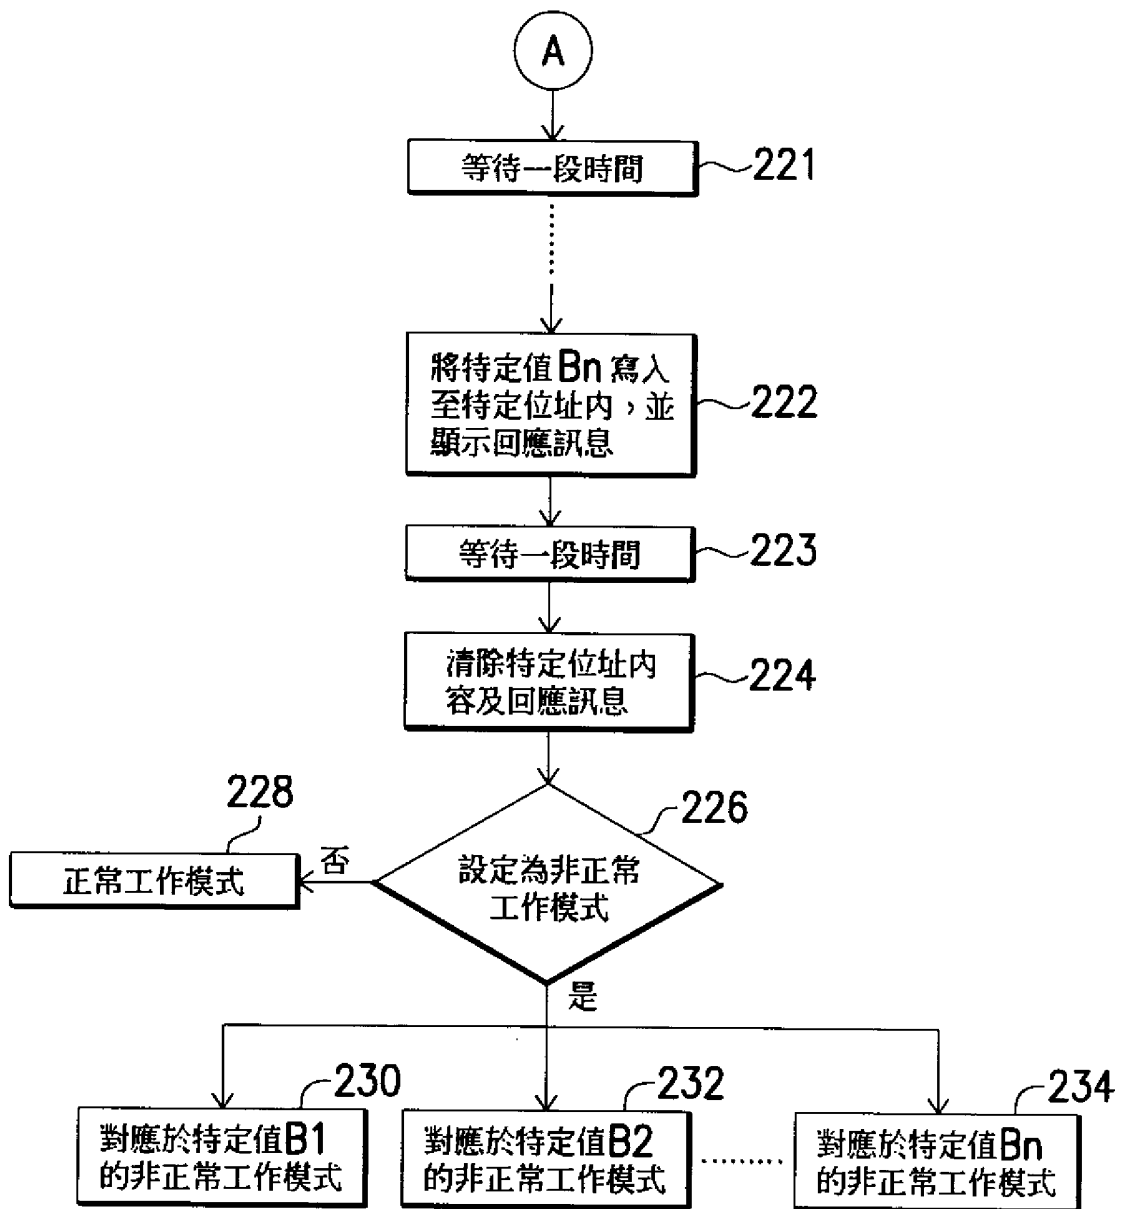 A
等待一段時間
221
將特定值Bn寫入
至特定位址内，並
顯示回應訊息
222
等待一段時間
223
清除特定位址内
容及回應訊息
224
226
設定為非正常
工作模式
228
否
正常工作模式
是
230
對應於特定值B1
的非正常工作模式
232
對應於特定值B2
的非正常工作模式
234
對應於特定值Bn
的非正常工作模式